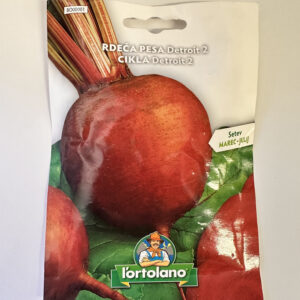 RDEČA PESA Detroit 2
CIKLA Detroit 2
Setev
MAREC-JULIJ
l'ortolano